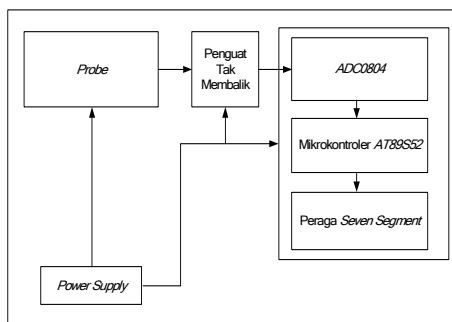 Probe
Penguat
Tak
Membalik
ADC0804
Mikrokontroler AT89S52
Peraga Seven Segment
Power Supply